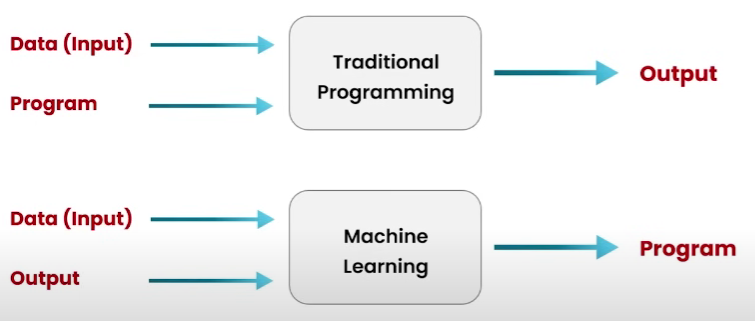 Data (Input)
Program
Traditional
Programming
Output
Data (Input)
Output
Machine
Learning
Program